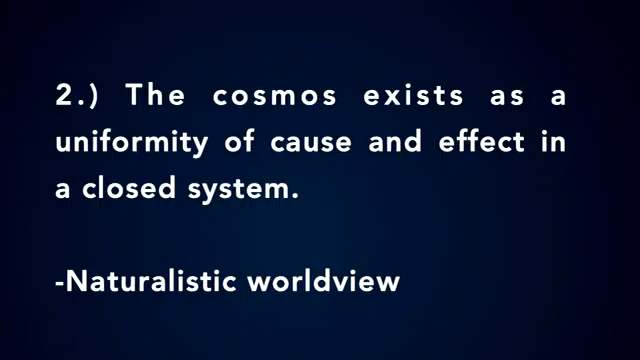 2.) The cosmos exists as a
uniformity of cause and effect in
a closed system.
-Naturalistic worldview